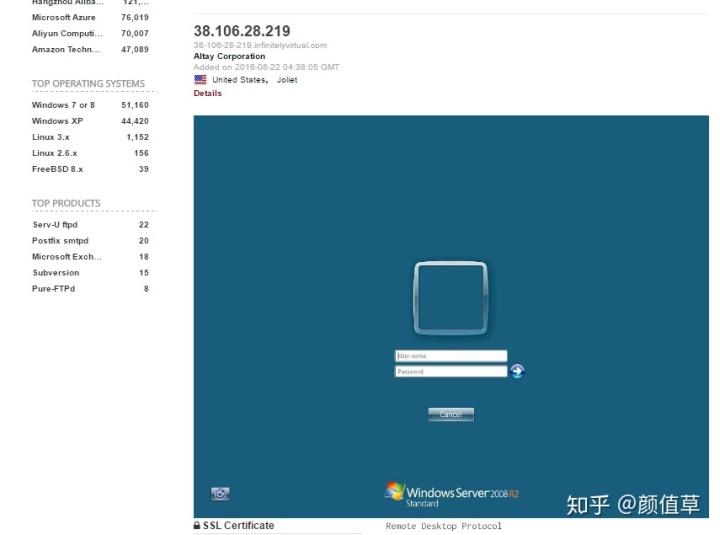 Hangzhou Aliba... 121,...
Microsoft Azure 76,019
Aliyun Computi... 70,007
Amazon Techn... 47,089
TOP OPERATING SYSTEMS
Windows 7 or 8 51,160
Windows XP 44,420
Linux 3.x 1,152
Linux 2.6.x 156
FreeBSD 8.x 39
TOP PRODUCTS
Serv-U ftpd 22
Postfix smtpd 20
Microsoft Exch... 18
Subversion 15
Pure-FTPd 8
38.106.28.219
38-106-28-219.infinitelyvirtual.com
Altay Corporation
Added on 2016-08-22 04:38:05 GMT
United States, Joliet
Details
User name
Password
Cancel
Windows Server 2008 R2
Standard
知乎 @颜值草
SSL Certificate
Remote Desktop Protocol